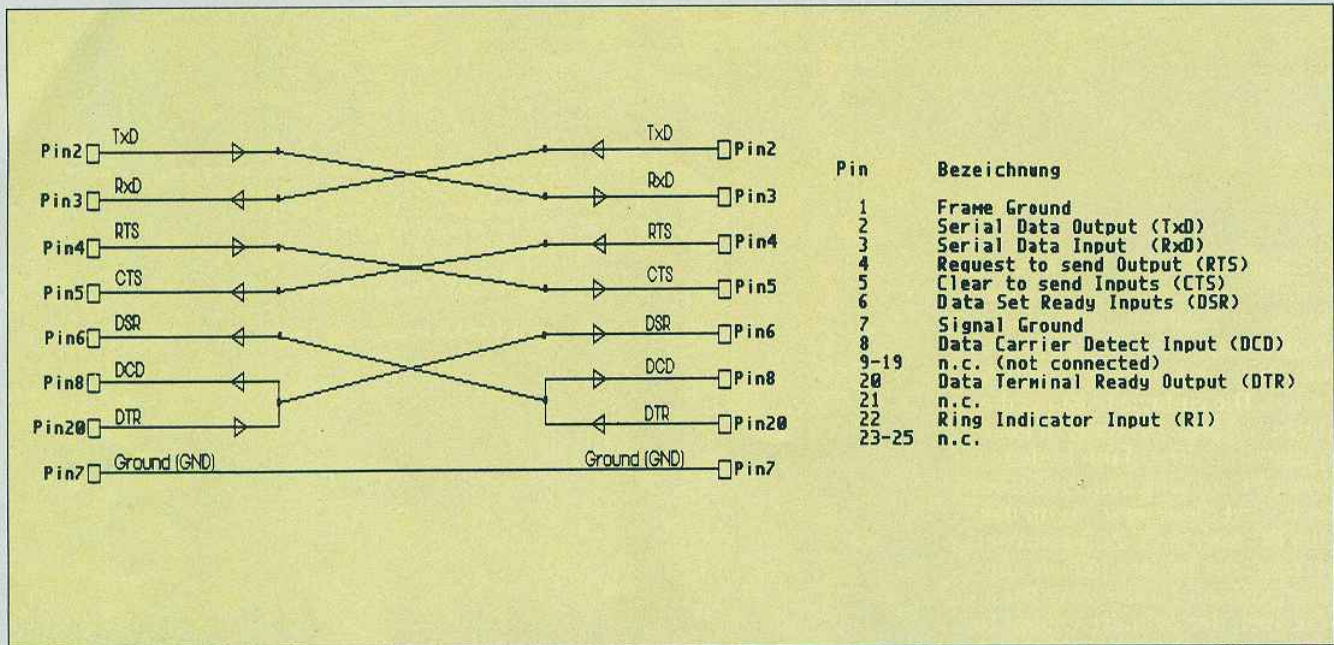 Pin2 TxD TxD Pin2
Pin3 RxD RxD Pin3
Pin4 RTS RTS Pin4
Pin5 CTS CTS Pin5
Pin6 DSR DSR Pin6
Pin8 DCD DCD Pin8
Pin20 DTR DTR Pin20
Pin7 Ground (GND) Ground (GND) Pin7
Pin Bezeichnung
1 Frame Ground
2 Serial Data Output (TxD)
3 Serial Data Input (RxD)
4 Request to send Output (RTS)
5 Clear to send Inputs (CTS)
6 Data Set Ready Inputs (DSR)
7 Signal Ground
8 Data Carrier Detect Input (DCD)
9-19 n.c. (not connected)
20 Data Terminal Ready Output (DTR)
21 n.c.
22 Ring Indicator Input (RI)
23-25 n.c.